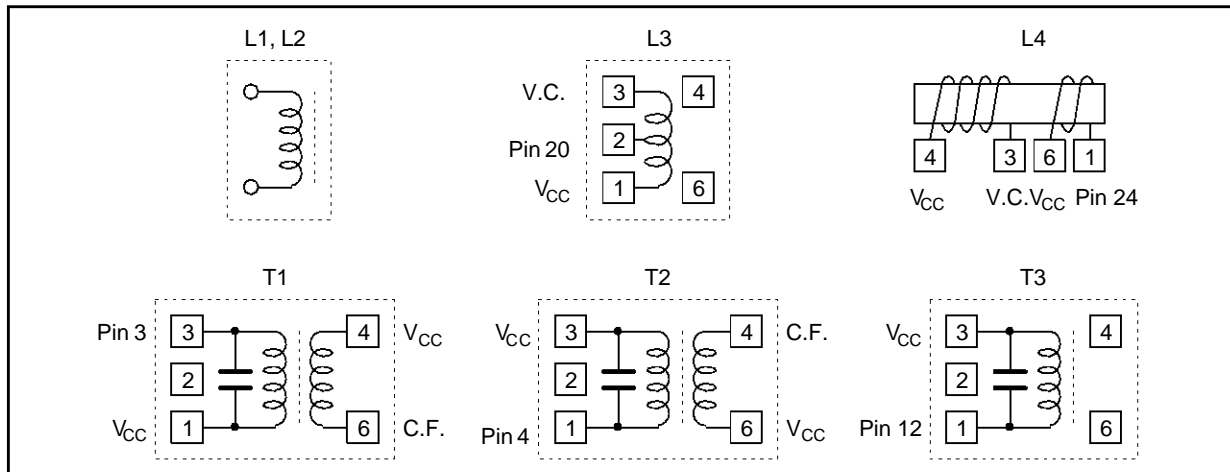 L1, L2
L3
L4
V.C. 3 4
Pin 20 2
V_CC 1 6
4 3 6 1
V_CC V.C. V_CC Pin 24
T1
T2
T3
Pin 3 3 4 V_CC
2
V_CC 1 6 C.F.
V_CC 3 4 C.F.
2
Pin 4 1 6 V_CC
V_CC 3 4
2
Pin 12 1 6